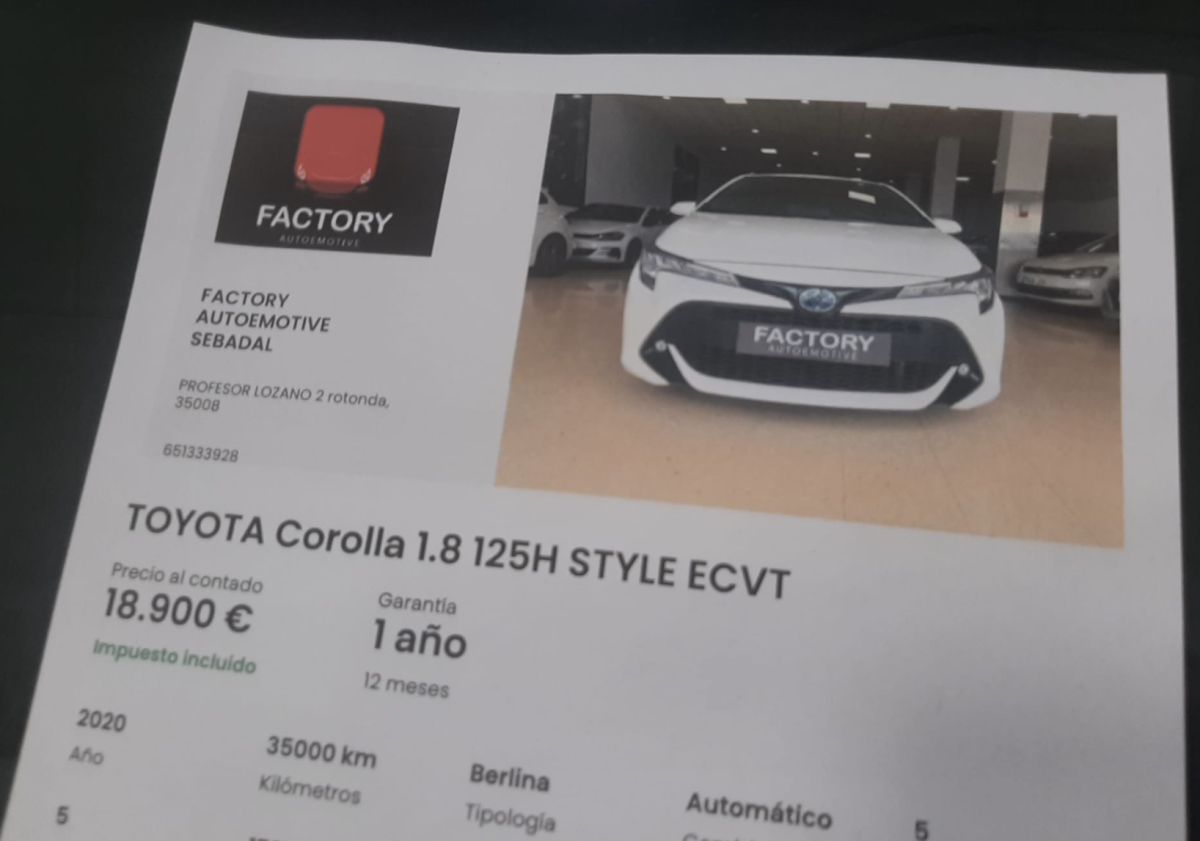 FACTORY
AUTOEMOTIVE
FACTORY
AUTOEMOTIVE
SEBADAL
PROFESOR LOZANO 2 rotonda,
35008
651333928
FACTORY
AUTOEMOTIVE
TOYOTA Corolla 1.8 125H STYLE ECVT
Precio al contado
18.900 €
Impuesto incluido
Garantía
1 año
12 meses
2020
Año
35000 km
Kilómetros
Berlina
Tipología
Automático
5
5